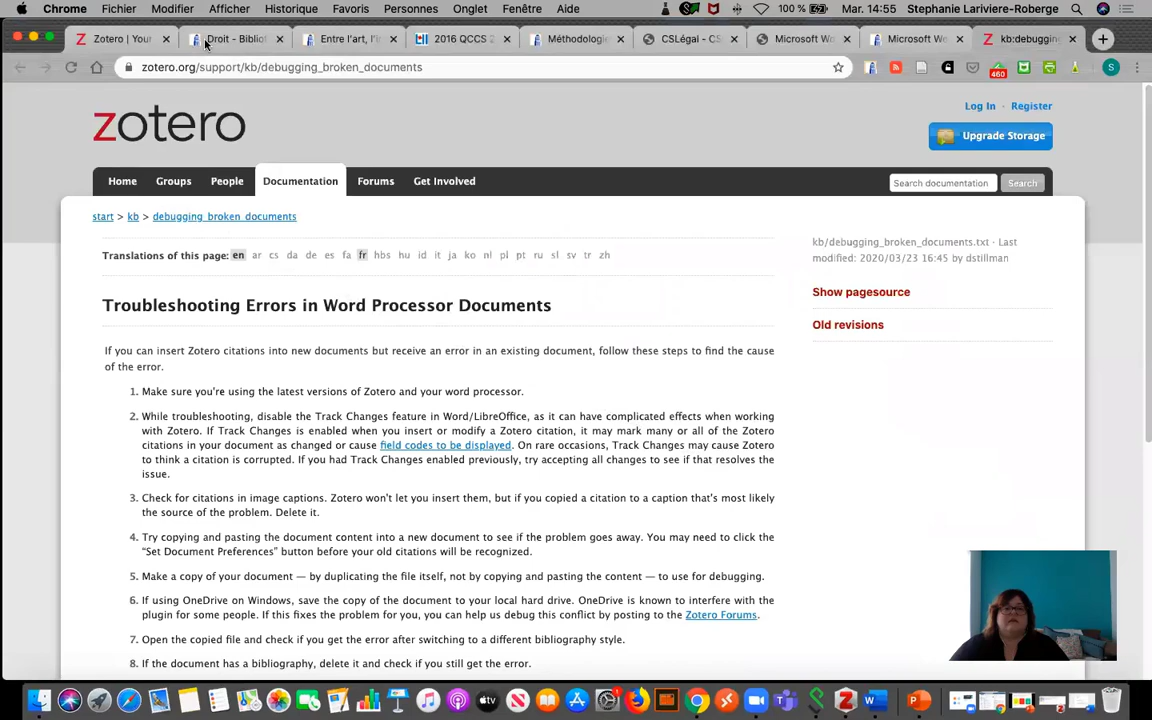 Chrome Fichier Modifier Afficher Historique Favoris Personnes Onglet Fenêtre Aide 100 % Mar. 14:55 Stephanie Lariviere-Roberge
Zotero | Your Droit - Bibliot Entre l'art, l'i 2016 QCCS Méthodologie CSLégal - CS Microsoft Wo Microsoft We kb:debugging
zotero.org/support/kb/debugging_broken_documents 460 S
zotero
Log In · Register
Upgrade Storage
Home Groups People Documentation Forums Get Involved Search documentation Search
start > kb > debugging_broken_documents
Translations of this page: en ar cs da de es fa fr hbs hu id it ja ko nl pl pt ru sl sv tr zh
kb/debugging_broken_documents.txt · Last
modified: 2020/03/23 16:45 by dstillman
Show pagesource
Old revisions
Troubleshooting Errors in Word Processor Documents
If you can insert Zotero citations into new documents but receive an error in an existing document, follow these steps to find the cause
of the error.
1. Make sure you're using the latest versions of Zotero and your word processor.
2. While troubleshooting, disable the Track Changes feature in Word/LibreOffice, as it can have complicated effects when working
with Zotero. If Track Changes is enabled when you insert or modify a Zotero citation, it may mark many or all of the Zotero
citations in your document as changed or cause field codes to be displayed. On rare occasions, Track Changes may cause Zotero
to think a citation is corrupted. If you had Track Changes enabled previously, try accepting all changes to see if that resolves the
issue.
3. Check for citations in image captions. Zotero won't let you insert them, but if you copied a citation to a caption that's most likely
the source of the problem. Delete it.
4. Try copying and pasting the document content into a new document to see if the problem goes away. You may need to click the
"Set Document Preferences" button before your old citations will be recognized.
5. Make a copy of your document — by duplicating the file itself, not by copying and pasting the content — to use for debugging.
6. If using OneDrive on Windows, save the copy of the document to your local hard drive. OneDrive is known to interfere with the
plugin for some people. If this fixes the problem for you, you can help us debug this conflict by posting to the Zotero Forums.
7. Open the copied file and check if you get the error after switching to a different bibliography style.
8. If the document has a bibliography, delete it and check if you still get the error.